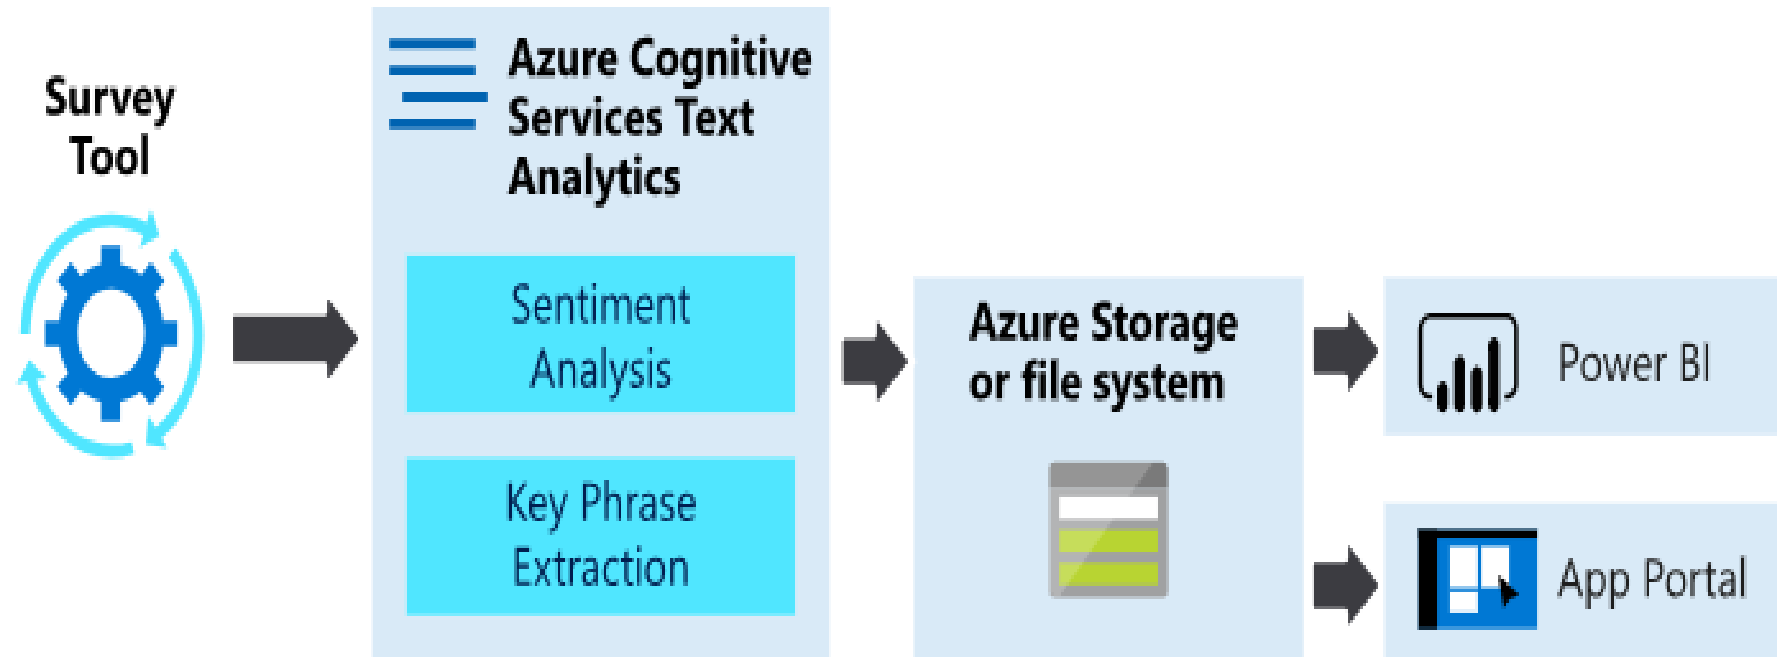 Survey
Tool
Azure Cognitive
Services Text
Analytics
Sentiment
Analysis
Key Phrase
Extraction
Azure Storage
or file system
Power BI
App Portal